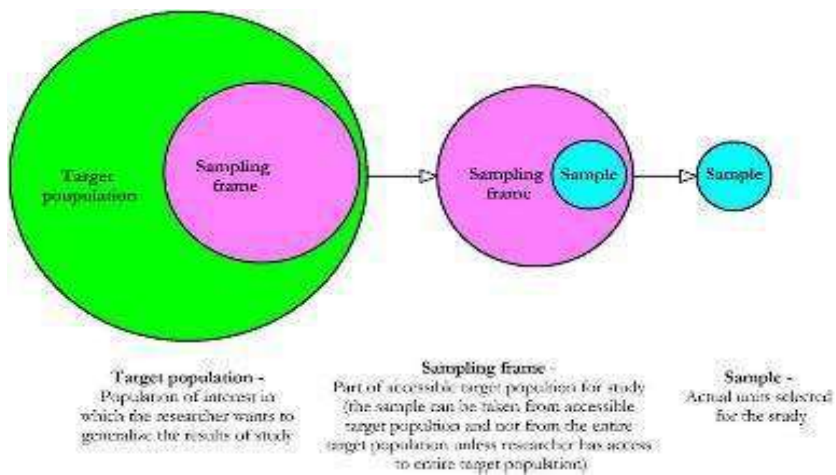 Target
poupulation
Sampling
frame
Sampling
frame
Sample
Sample
Target population -
Population of interest in
which the researcher wants to
generalize the results of study
Sampling frame -
Part of accessible target popultion for study
(the sample can be taken from accessible
target popultion and not from the entire
target population unless researcher has access
to entire target population)
Sample -
Actual units selected
for the study